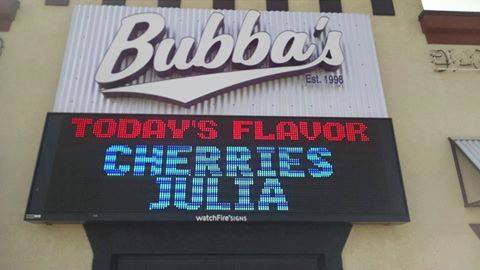 Bubba's
Est. 1998
TODAY'S FLAVOR
CHERRIES
JULIA
watchFire SIGNS